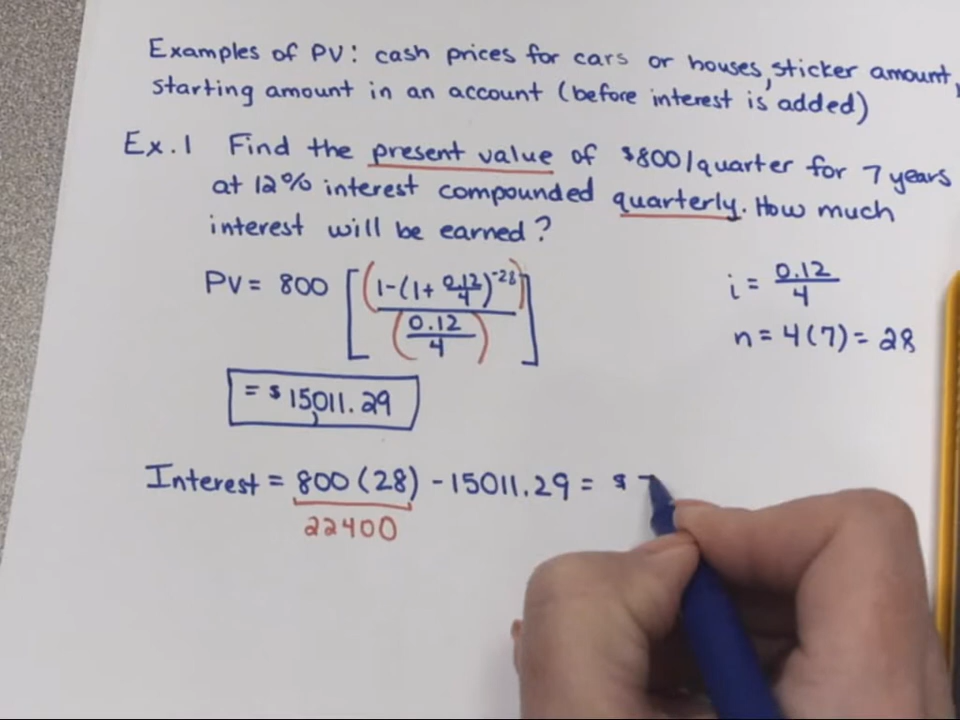 Examples of PV: cash prices for cars or houses, sticker amount,
starting amount in an account (before interest is added)
Ex.1 Find the present value of $800/quarter for 7 years
at 12% interest compounded quarterly. How much
interest will be earned?
PV = 800 [(1-(1+ 0.12/4)^-28) / (0.12/4)]
i = 0.12/4
n = 4(7) = 28
= $15,011.29
Interest = 800(28) - 15011.29 = $
22400